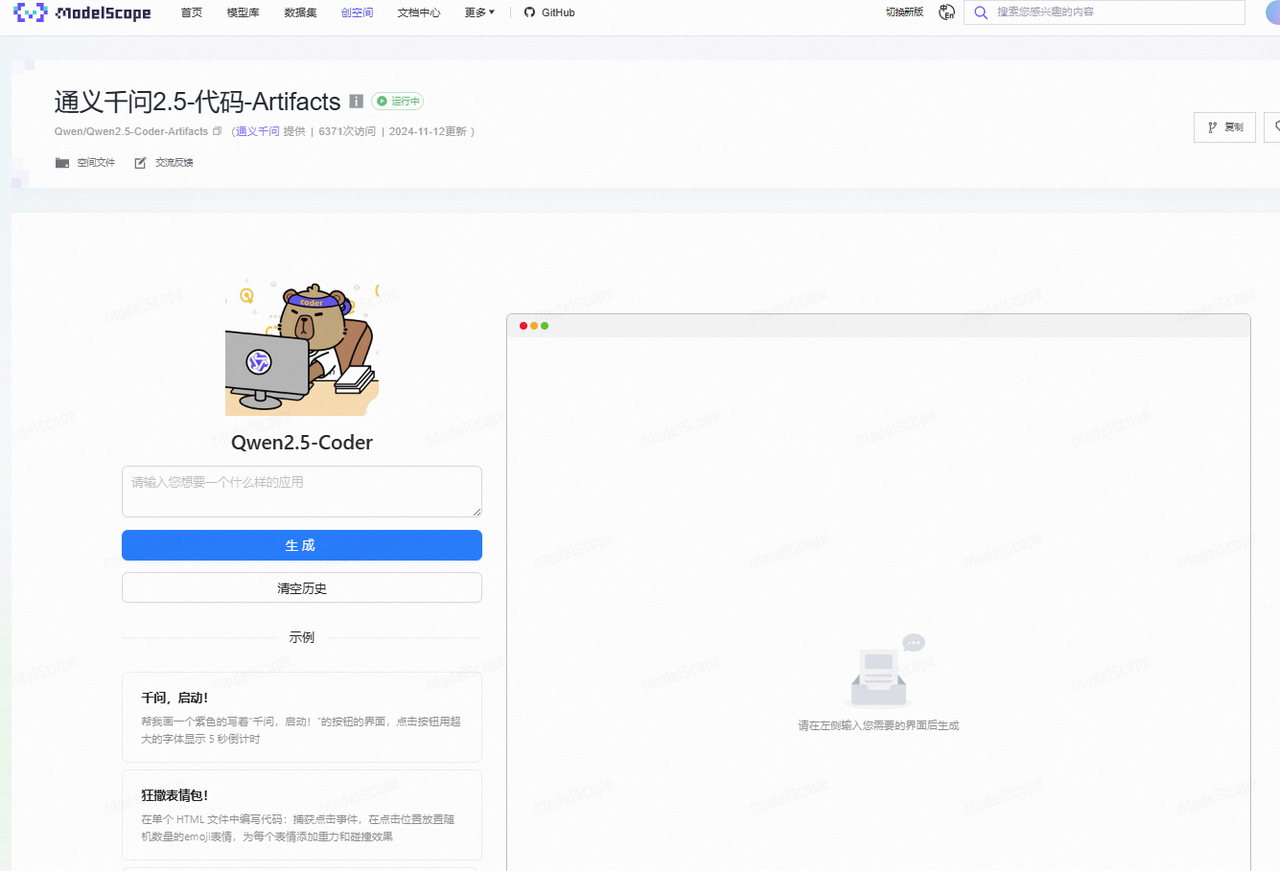 ModelScope 首页 模型库 数据集 创空间 文档中心 更多 GitHub 切换新版 中En 搜索您感兴趣的内容
通义千问2.5-代码-Artifacts 运行中
Qwen/Qwen2.5-Coder-Artifacts (通义千问 提供 | 6371次访问 | 2024-11-12更新 )
复制
空间文件 交流反馈
coder
Qwen2.5-Coder
请输入您想要一个什么样的应用
生 成
清空历史
示例
千问，启动！
帮我画一个紫色的写着“千问，启动！”的按钮的界面，点击按钮用超
大的字体显示 5 秒倒计时
狂撒表情包！
在单个 HTML 文件中编写代码：捕获点击事件，在点击位置放置随
机数量的emoji表情，为每个表情添加重力和碰撞效果
请在左侧输入您需要的界面后生成
ModelScope